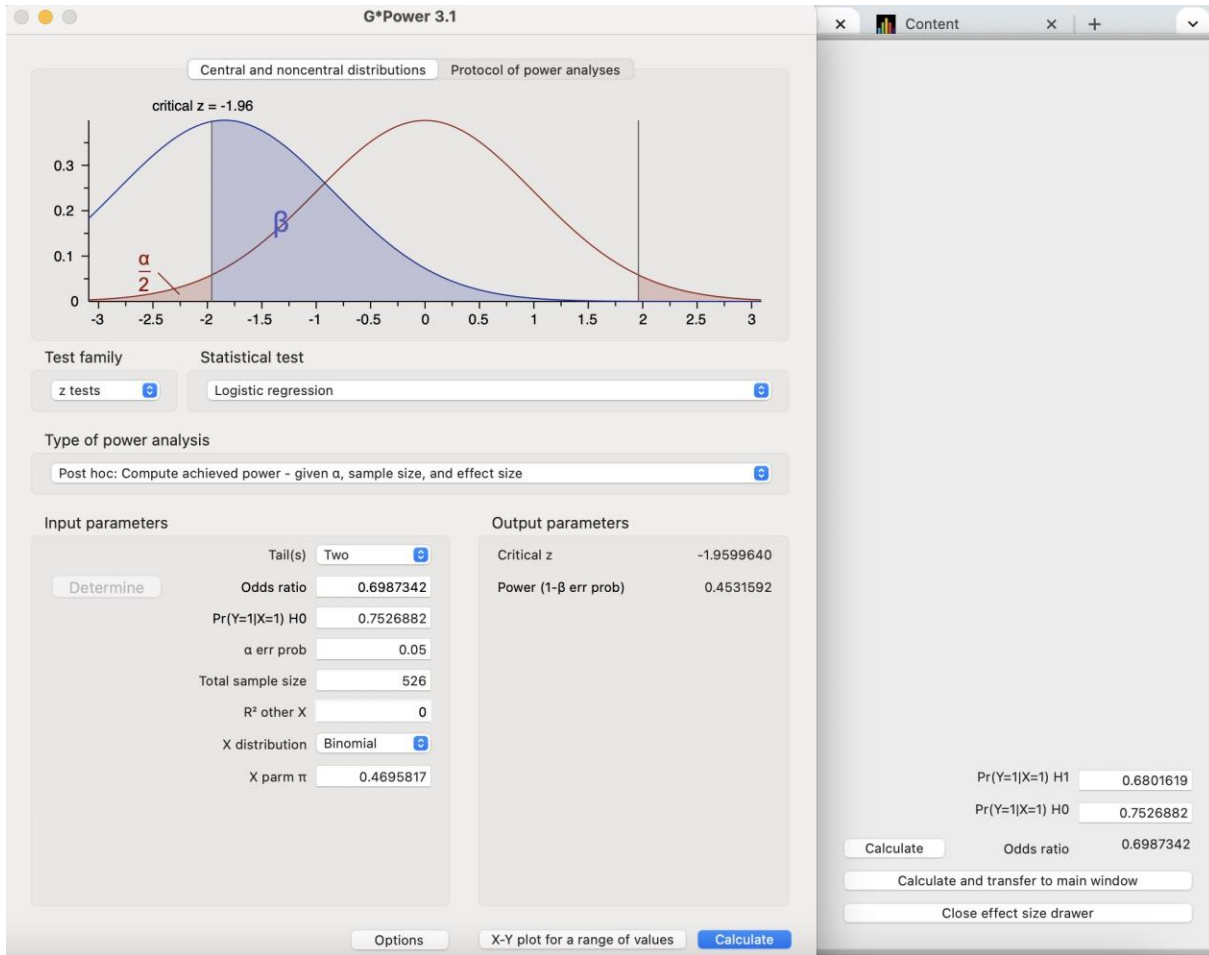 G*Power 3.1
Content
Central and noncentral distributions Protocol of power analyses
critical z = -1.96
0.3
0.2
0.1
0
β
α
2
-3 -2.5 -2 -1.5 -1 -0.5 0 0.5 1 1.5 2 2.5 3
Test family Statistical test
z tests Logistic regression
Type of power analysis
Post hoc: Compute achieved power - given α, sample size, and effect size
Input parameters
Tail(s) Two
Determine Odds ratio 0.6987342
Pr(Y=1|X=1) H0 0.7526882
α err prob 0.05
Total sample size 526
R² other X 0
X distribution Binomial
X parm π 0.4695817
Output parameters
Critical z -1.9599640
Power (1-β err prob) 0.4531592
Options X-Y plot for a range of values Calculate
Pr(Y=1|X=1) H1 0.6801619
Pr(Y=1|X=1) H0 0.7526882
Calculate Odds ratio 0.6987342
Calculate and transfer to main window
Close effect size drawer